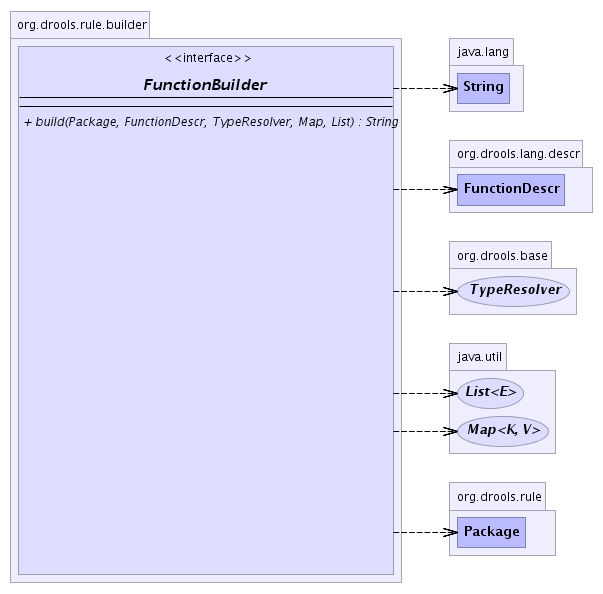 org.drools.rule.builder
<<interface>>
FunctionBuilder
+ build(Package, FunctionDescr, TypeResolver, Map, List) : String
java.lang
String
org.drools.lang.descr
FunctionDescr
org.drools.base
TypeResolver
java.util
List<E>
Map<K, V>
org.drools.rule
Package